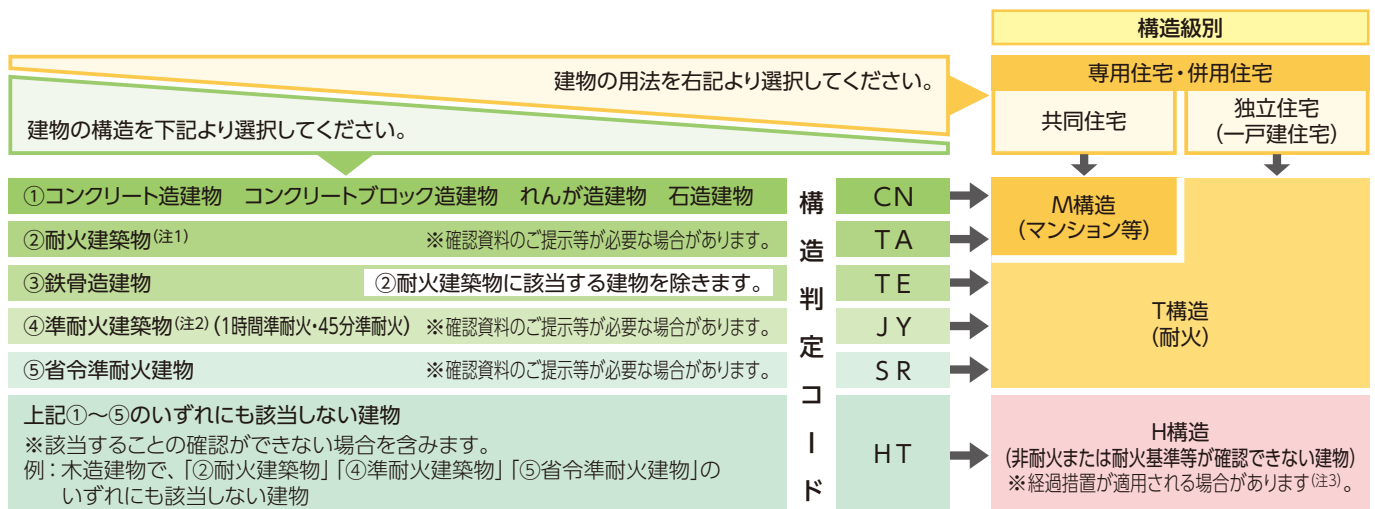 構造級別
建物の用法を右記より選択してください。
専用住宅・併用住宅
建物の構造を下記より選択してください。
共同住宅
独立住宅
(一戸建住宅)
①コンクリート造建物　コンクリートブロック造建物　れんが造建物　石造建物
②耐火建築物(注1)　※確認資料のご提示等が必要な場合があります。
③鉄骨造建物　②耐火建築物に該当する建物を除きます。
④準耐火建築物(注2)(1時間準耐火・45分準耐火)　※確認資料のご提示等が必要な場合があります。
⑤省令準耐火建物　※確認資料のご提示等が必要な場合があります。
上記①～⑤のいずれにも該当しない建物
※該当することの確認ができない場合を含みます。
例：木造建物で、「②耐火建築物」「④準耐火建築物」「⑤省令準耐火建物」の
いずれにも該当しない建物
構造判定コード
CN
TA
TE
JY
SR
HT
M構造
(マンション等)
T構造
(耐火)
H構造
(非耐火または耐火基準等が確認できない建物)
※経過措置が適用される場合があります(注3)。